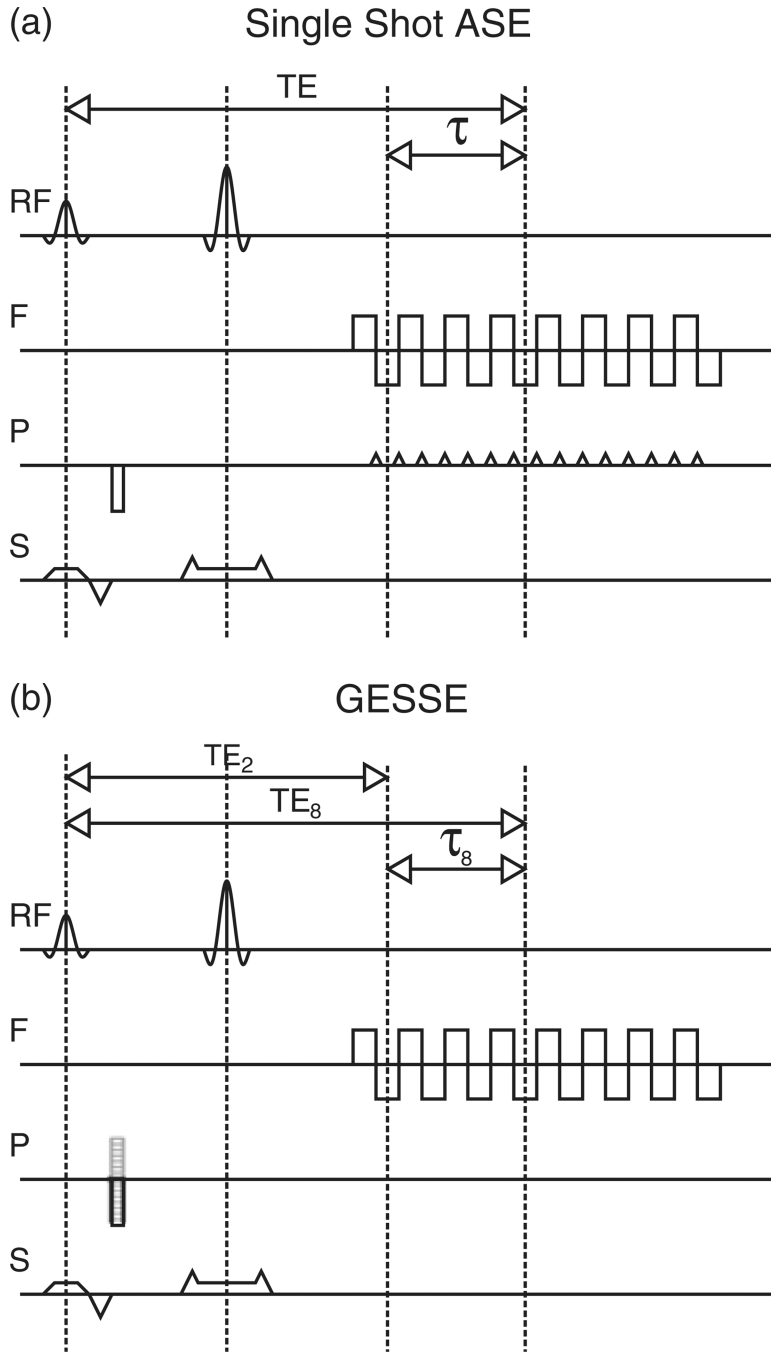 (a) Single Shot ASE
TE
τ
RF
F
P
S
(b) GESSE
TE₂
TE₈
τ₈
RF
F
P
S